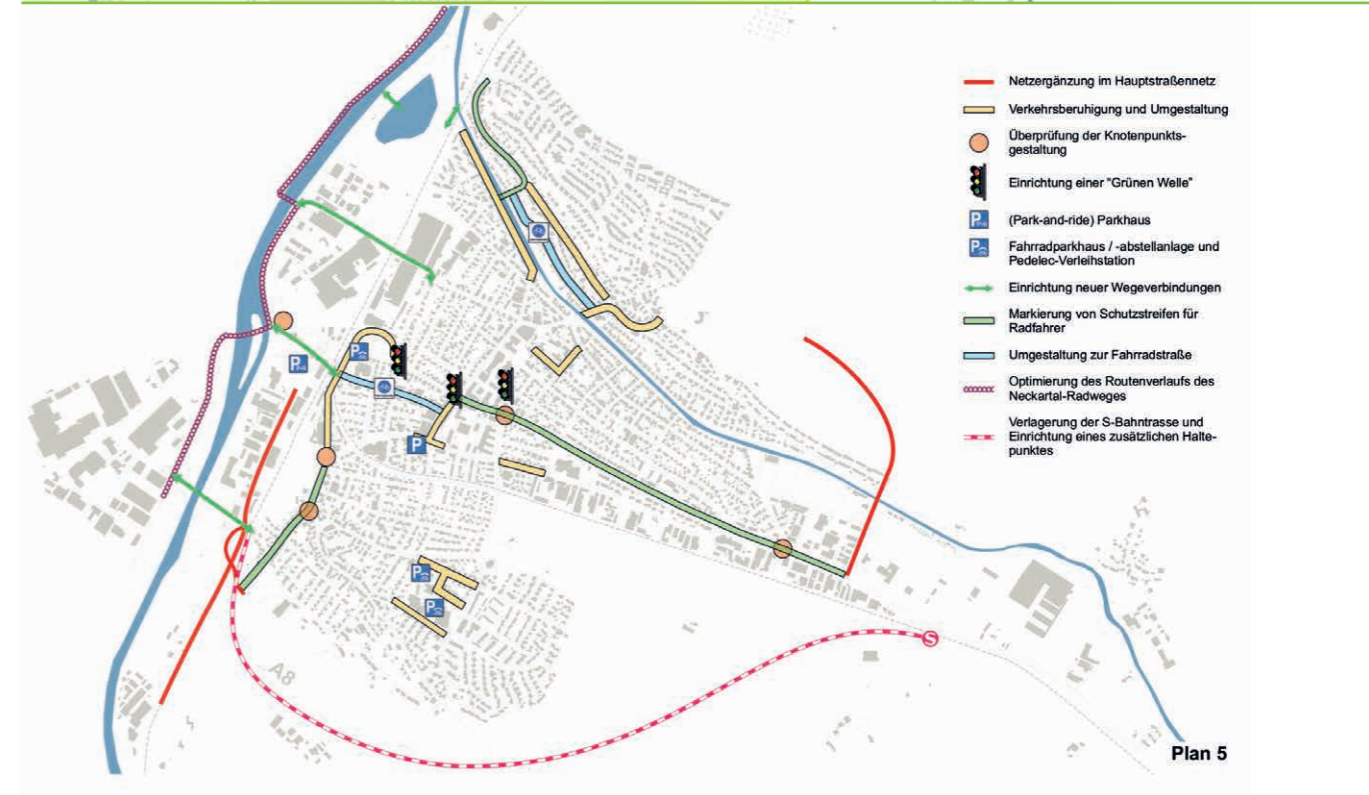 Netzergänzung im Hauptstraßennetz
Verkehrsberuhigung und Umgestaltung
Überprüfung der Knotenpunkts-
gestaltung
Einrichtung einer "Grünen Welle"
(Park-and-ride) Parkhaus
Fahrradparkhaus / -abstellanlage und
Pedelec-Verleihstation
Einrichtung neuer Wegeverbindungen
Markierung von Schutzstreifen für
Radfahrer
Umgestaltung zur Fahrradstraße
Optimierung des Routenverlaufs des
Neckartal-Radweges
Verlagerung der S-Bahntrasse und
Einrichtung eines zusätzlichen Halte-
punktes
P
P
P
P
P
P
P
S
A8
Plan 5